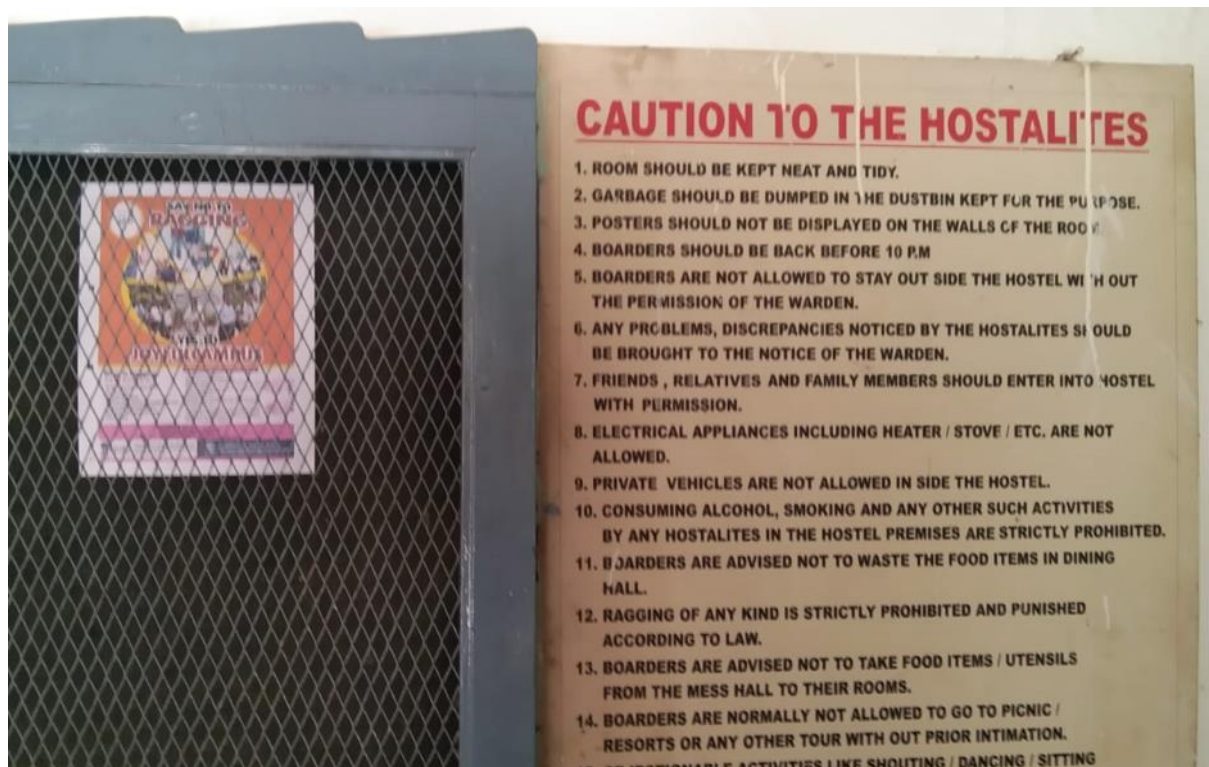 SAY NO TO
RAGGING
YES TO
JOYFUL CAMPUS
CAUTION TO THE HOSTALITES
1. ROOM SHOULD BE KEPT NEAT AND TIDY.
2. GARBAGE SHOULD BE DUMPED IN THE DUSTBIN KEPT FOR THE PURPOSE.
3. POSTERS SHOULD NOT BE DISPLAYED ON THE WALLS OF THE ROOM
4. BOARDERS SHOULD BE BACK BEFORE 10 P.M
5. BOARDERS ARE NOT ALLOWED TO STAY OUT SIDE THE HOSTEL WITH OUT
THE PERMISSION OF THE WARDEN.
6. ANY PROBLEMS, DISCREPANCIES NOTICED BY THE HOSTALITES SHOULD
BE BROUGHT TO THE NOTICE OF THE WARDEN.
7. FRIENDS , RELATIVES AND FAMILY MEMBERS SHOULD ENTER INTO HOSTEL
WITH PERMISSION.
8. ELECTRICAL APPLIANCES INCLUDING HEATER / STOVE / ETC. ARE NOT
ALLOWED.
9. PRIVATE VEHICLES ARE NOT ALLOWED IN SIDE THE HOSTEL.
10. CONSUMING ALCOHOL, SMOKING AND ANY OTHER SUCH ACTIVITIES
BY ANY HOSTALITES IN THE HOSTEL PREMISES ARE STRICTLY PROHIBITED.
11. BOARDERS ARE ADVISED NOT TO WASTE THE FOOD ITEMS IN DINING
HALL.
12. RAGGING OF ANY KIND IS STRICTLY PROHIBITED AND PUNISHED
ACCORDING TO LAW.
13. BOARDERS ARE ADVISED NOT TO TAKE FOOD ITEMS / UTENSILS
FROM THE MESS HALL TO THEIR ROOMS.
14. BOARDERS ARE NORMALLY NOT ALLOWED TO GO TO PICNIC /
RESORTS OR ANY OTHER TOUR WITH OUT PRIOR INTIMATION.
ACTIVITIES LIKE SHOUTING / DANCING / SITTING